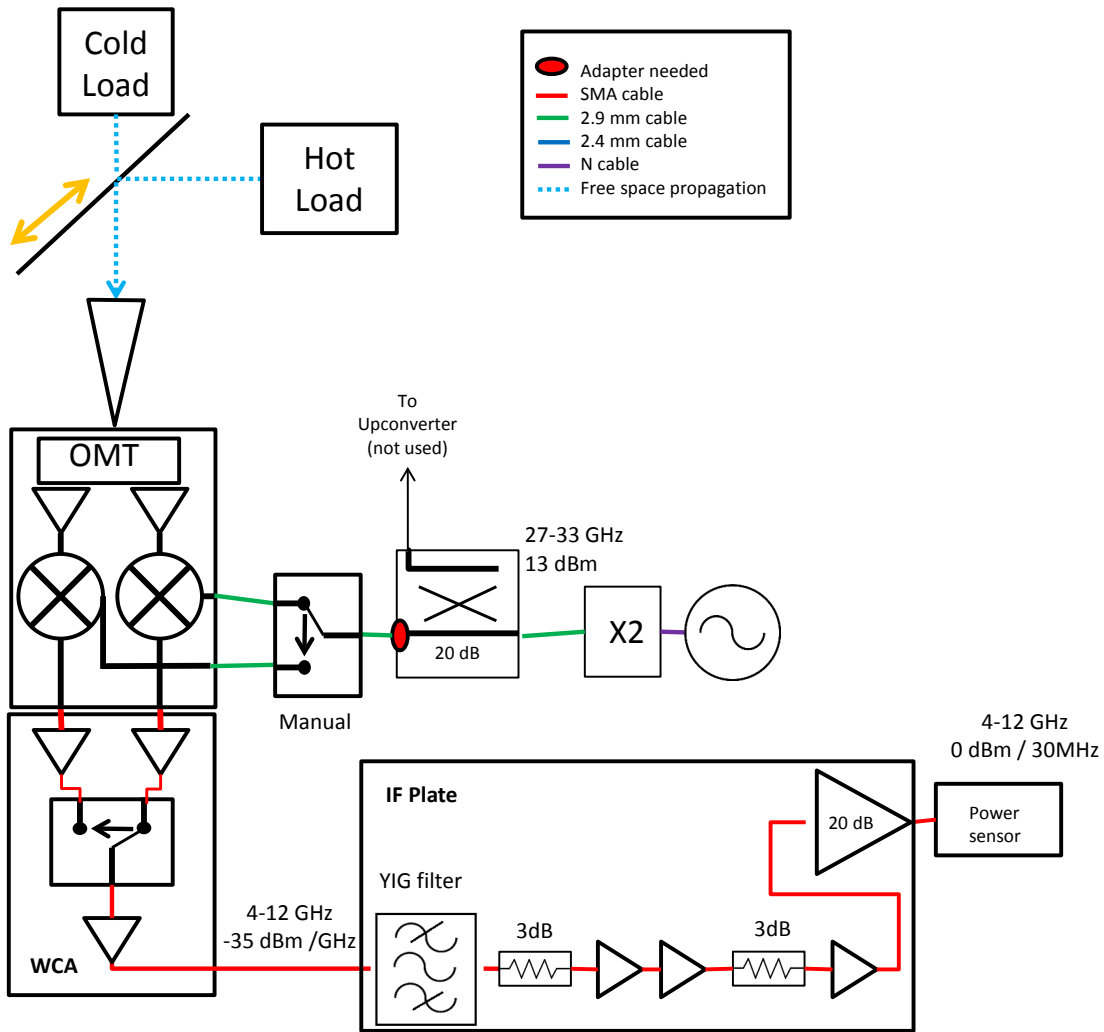 Cold
Load
Hot
Load
Adapter needed
SMA cable
2.9 mm cable
2.4 mm cable
N cable
Free space propagation
To
Upconverter
(not used)
OMT
27-33 GHz
13 dBm
20 dB
X2
Manual
4-12 GHz
0 dBm / 30MHz
IF Plate
20 dB
Power
sensor
YIG filter
4-12 GHz
-35 dBm /GHz
3dB
3dB
WCA